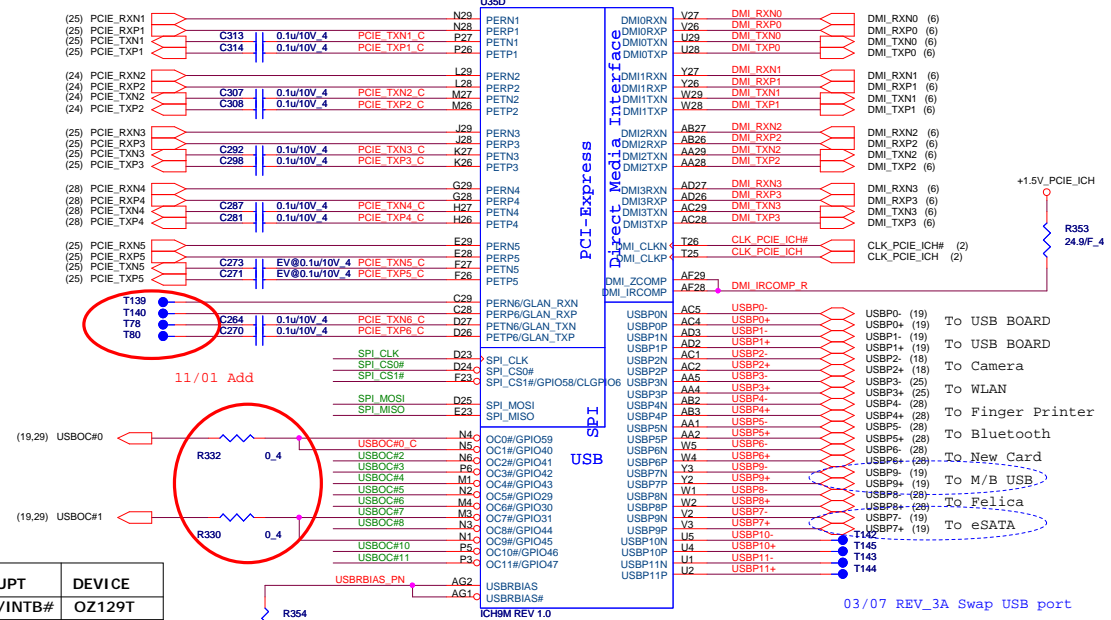 U35D
(25) PCIE_RXN1 N29 PERN1 DMI0RXN V27 DMI_RXN0 DMI_RXN0 (6)
(25) PCIE_RXP1 N28 PERP1 DMI0RXP V26 DMI_RXP0 DMI_RXP0 (6)
(25) PCIE_TXN1 C313 0.1u/10V_4 PCIE_TXN1_C P27 PETN1 DMI0TXN U29 DMI_TXN0 DMI_TXN0 (6)
(25) PCIE_TXP1 C314 0.1u/10V_4 PCIE_TXP1_C P26 PETP1 DMI0TXP U28 DMI_TXP0 DMI_TXP0 (6)
(24) PCIE_RXN2 L29 PERN2 DMI1RXN Y27 DMI_RXN1 DMI_RXN1 (6)
(24) PCIE_RXP2 L28 PERP2 DMI1RXP Y26 DMI_RXP1 DMI_RXP1 (6)
(24) PCIE_TXN2 C307 0.1u/10V_4 PCIE_TXN2_C M27 PETN2 DMI1TXN W29 DMI_TXN1 DMI_TXN1 (6)
(24) PCIE_TXP2 C308 0.1u/10V_4 PCIE_TXP2_C M26 PETP2 DMI1TXP W28 DMI_TXP1 DMI_TXP1 (6)
(25) PCIE_RXN3 J29 PERN3 DMI2RXN AB27 DMI_RXN2 DMI_RXN2 (6)
(25) PCIE_RXP3 J28 PERP3 DMI2RXP AB26 DMI_RXP2 DMI_RXP2 (6)
(25) PCIE_TXN3 C292 0.1u/10V_4 PCIE_TXN3_C K27 PETN3 DMI2TXN AA29 DMI_TXN2 DMI_TXN2 (6)
(25) PCIE_TXP3 C298 0.1u/10V_4 PCIE_TXP3_C K26 PETP3 DMI2TXP AA28 DMI_TXP2 DMI_TXP2 (6)
(28) PCIE_RXN4 G29 PERN4 DMI3RXN AD27 DMI_RXN3 DMI_RXN3 (6)
(28) PCIE_RXP4 G28 PERP4 DMI3RXP AD26 DMI_RXP3 DMI_RXP3 (6)
(28) PCIE_TXN4 C287 0.1u/10V_4 PCIE_TXN4_C H27 PETN4 DMI3TXN AC29 DMI_TXN3 DMI_TXN3 (6)
(28) PCIE_TXP4 C281 0.1u/10V_4 PCIE_TXP4_C H26 PETP4 DMI3TXP AC28 DMI_TXP3 DMI_TXP3 (6)
PCI-Express
Direct Media Interface
+1.5V_PCIE_ICH
R353
24.9/F_4
(25) PCIE_RXN5 E29 PERN5 DMI_CLKN T26 CLK_PCIE_ICH# CLK_PCIE_ICH# (2)
(25) PCIE_RXP5 E28 PERP5 DMI_CLKP T25 CLK_PCIE_ICH CLK_PCIE_ICH (2)
(25) PCIE_TXN5 C273 EV@0.1u/10V_4 PCIE_TXN5_C F27 PETN5
(25) PCIE_TXP5 C271 EV@0.1u/10V_4 PCIE_TXP5_C F26 PETP5
DMI_ZCOMP AF29
DMI_IRCOMP AF28 DMI_IRCOMP_R
T139 C29 PERN6/GLAN_RXN
T140 C28 PERP6/GLAN_RXP
T78 C264 0.1u/10V_4 PCIE_TXN6_C D27 PETN6/GLAN_TXN
T80 C270 0.1u/10V_4 PCIE_TXP6_C D26 PETP6/GLAN_TXP
11/01 Add
SPI_CLK D23 SPI_CLK
SPI_CS0# D24 SPI_CS0#
SPI_CS1# F23 SPI_CS1#/GPIO58/CLGPIO6
SPI_MOSI D25 SPI_MOSI
SPI_MISO E23 SPI_MISO
SPI
USB
USBP0N AC5 USBP0- USBP0- (19)
USBP0P AC4 USBP0+ USBP0+ (19) To USB BOARD
USBP1N AD3 USBP1- USBP1- (19)
USBP1P AD2 USBP1+ USBP1+ (19) To USB BOARD
USBP2N AC1 USBP2- USBP2- (18)
USBP2P AC2 USBP2+ USBP2+ (18) To Camera
USBP3N AA5 USBP3- USBP3- (25)
USBP3P AA4 USBP3+ USBP3+ (25) To WLAN
USBP4N AB2 USBP4- USBP4- (28)
USBP4P AB3 USBP4+ USBP4+ (28) To Finger Printer
USBP5N AA1 USBP5- USBP5- (28)
USBP5P AA2 USBP5+ USBP5+ (28) To Bluetooth
USBP6N W5 USBP6- USBP6- (28)
USBP6P W4 USBP6+ USBP6+ (28) To New Card
USBP7N Y3 USBP9- USBP9- (19)
USBP7P Y2 USBP9+ USBP9+ (19) To M/B USB
USBP8N W1 USBP8- USBP8- (28)
USBP8P W2 USBP8+ USBP8+ (28) To Felica
USBP9N V2 USBP7- USBP7- (19)
USBP9P V3 USBP7+ USBP7+ (19) To eSATA
USBP10N U5 USBP10- T142
USBP10P U4 USBP10+ T145
USBP11N U1 USBP11- T143
USBP11P U2 USBP11+ T144
(19,29) USBOC#0 R332 0_4 N4 OC0#/GPIO59
USBOC#0_C N5 OC1#/GPIO40
USBOC#2 N6 OC2#/GPIO41
USBOC#3 P6 OC3#/GPIO42
USBOC#4 M1 OC4#/GPIO43
USBOC#5 N2 OC5#/GPIO29
USBOC#6 M4 OC6#/GPIO30
USBOC#7 M3 OC7#/GPIO31
USBOC#8 N3 OC8#/GPIO44
(19,29) USBOC#1 R330 0_4 N1 OC9#/GPIO45
USBOC#10 P5 OC10#/GPIO46
USBOC#11 P3 OC11#/GPIO47
USBRBIAS_PN AG2 USBRBIAS
AG1 USBRBIAS#
R354
ICH9M REV 1.0
03/07 REV_3A Swap USB port
UPT DEVICE
/INTB# OZ129T